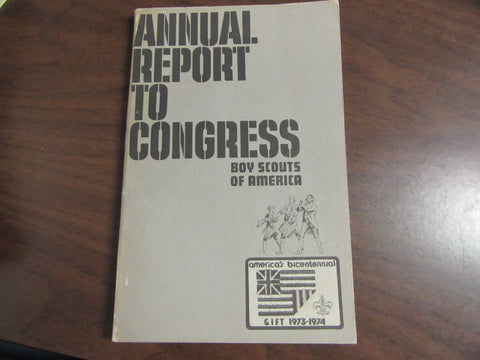 ANNUAL
REPORT
TO
CONGRESS
BOY SCOUTS
OF AMERICA
america's bicentennial
GIFT 1973-1974